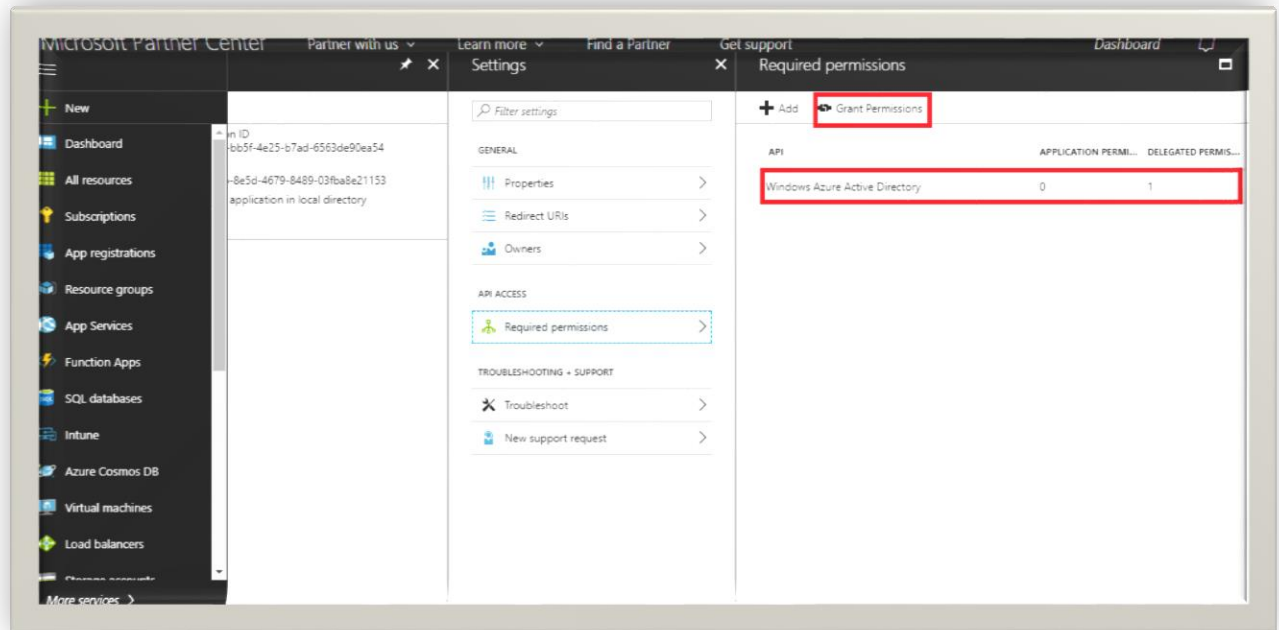 Microsoft Partner Center Partner with us Learn more Find a Partner Get support Dashboard
Settings
Required permissions
New
Dashboard
All resources
Subscriptions
App registrations
Resource groups
App Services
Function Apps
SQL databases
Intune
Azure Cosmos DB
Virtual machines
Load balancers
Storage accounts
More services
on ID
-bb5f-4e25-b7ad-6563de90ea54
-8e5d-4679-8489-03fba8e21153
application in local directory
Filter settings
GENERAL
Properties
Redirect URIs
Owners
API ACCESS
Required permissions
TROUBLESHOOTING + SUPPORT
Troubleshoot
New support request
Add Grant Permissions
API APPLICATION PERMI... DELEGATED PERMIS...
Windows Azure Active Directory 0 1